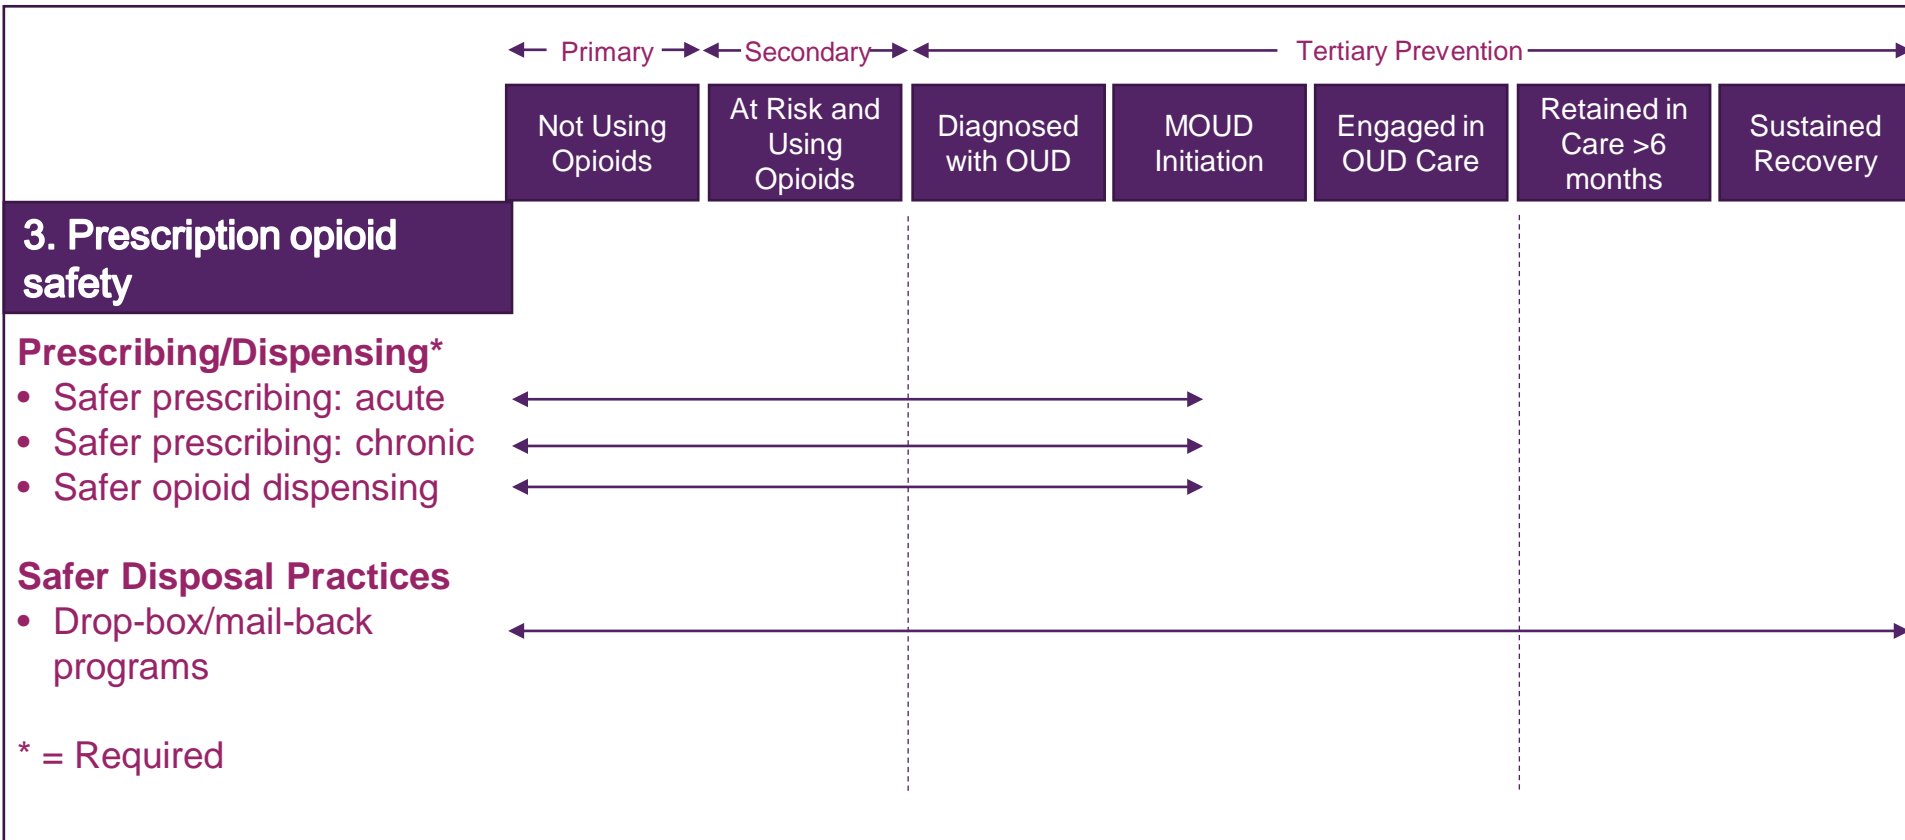 Primary
Secondary
Tertiary Prevention
Not Using
Opioids
At Risk and
Using
Opioids
Diagnosed
with OUD
MOUD
Initiation
Engaged in
OUD Care
Retained in
Care >6
months
Sustained
Recovery
3. Prescription opioid
safety
Prescribing/Dispensing*
• Safer prescribing: acute
• Safer prescribing: chronic
• Safer opioid dispensing
Safer Disposal Practices
• Drop-box/mail-back
programs
* = Required